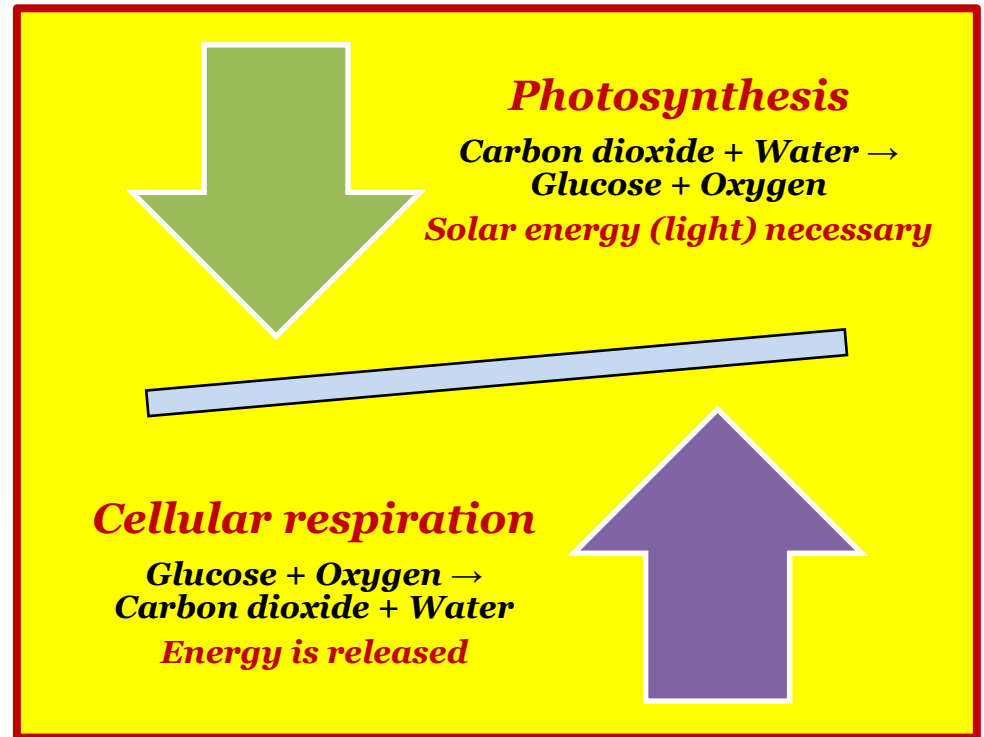 Photosynthesis
Carbon dioxide + Water →
Glucose + Oxygen
Solar energy (light) necessary
Cellular respiration
Glucose + Oxygen →
Carbon dioxide + Water
Energy is released